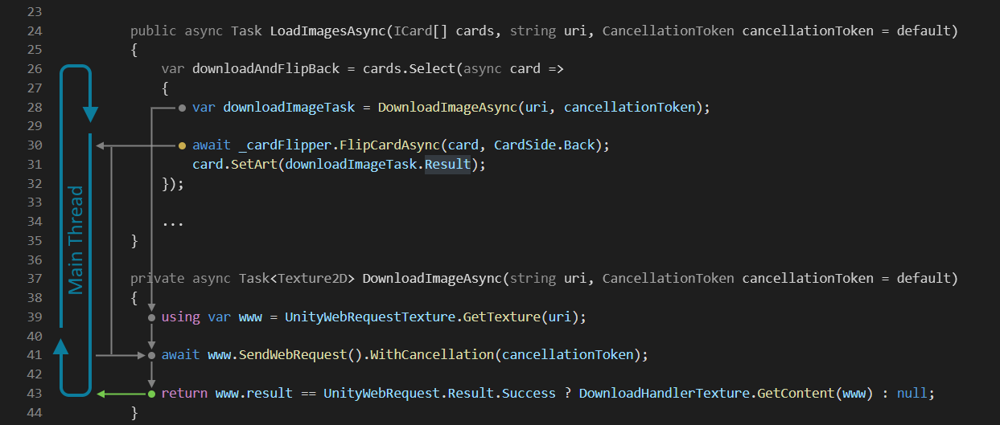 23
24 public async Task LoadImagesAsync(ICard[] cards, string uri, CancellationToken cancellationToken = default)
25 {
26 var downloadAndFlipBack = cards.Select(async card =>
27 {
28 var downloadImageTask = DownloadImageAsync(uri, cancellationToken);
29
30 await _cardFlipper.FlipCardAsync(card, CardSide.Back);
31 card.SetArt(downloadImageTask.Result);
32 });
33
34 ...
35 }
36
37 private async Task<Texture2D> DownloadImageAsync(string uri, CancellationToken cancellationToken = default)
38 {
39 using var www = UnityWebRequestTexture.GetTexture(uri);
40
41 await www.SendWebRequest().WithCancellation(cancellationToken);
42
43 return www.result == UnityWebRequest.Result.Success ? DownloadHandlerTexture.GetContent(www) : null;
44 }
Main Thread